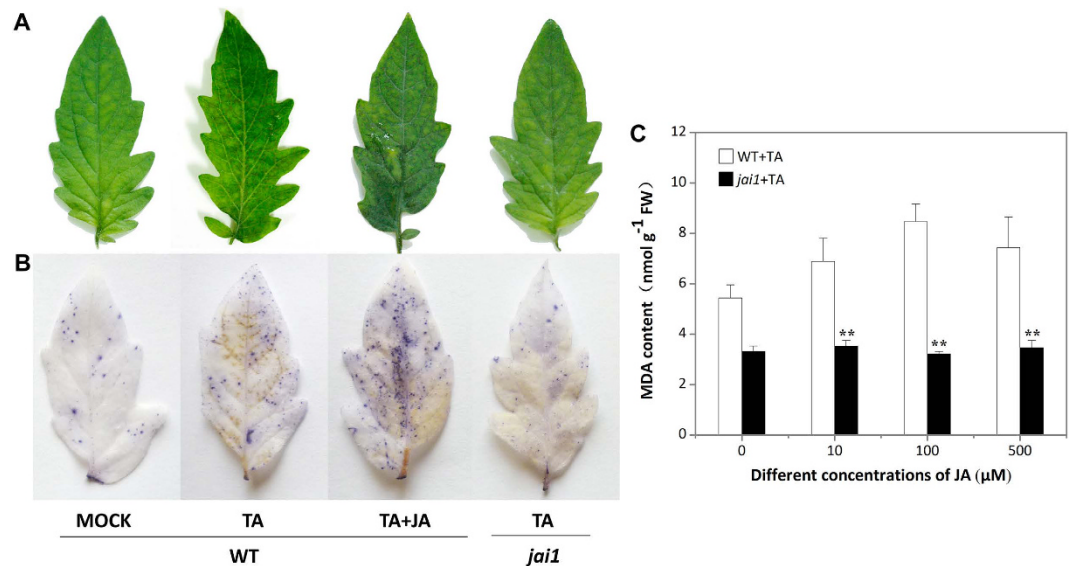 A
B
MOCK
TA
TA+JA
TA
WT
jai1
C
12
10
8
6
4
2
0
MDA content (nmol g⁻¹ FW)
WT+TA
jai1+TA
**
**
**
0
10
100
500
Different concentrations of JA (μM)